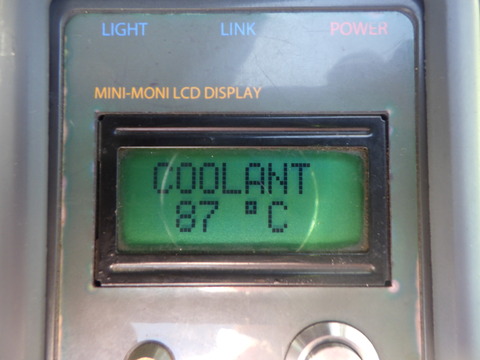 LIGHT LINK POWER
MINI-MONI LCD DISPLAY
COOLANT
87 °C